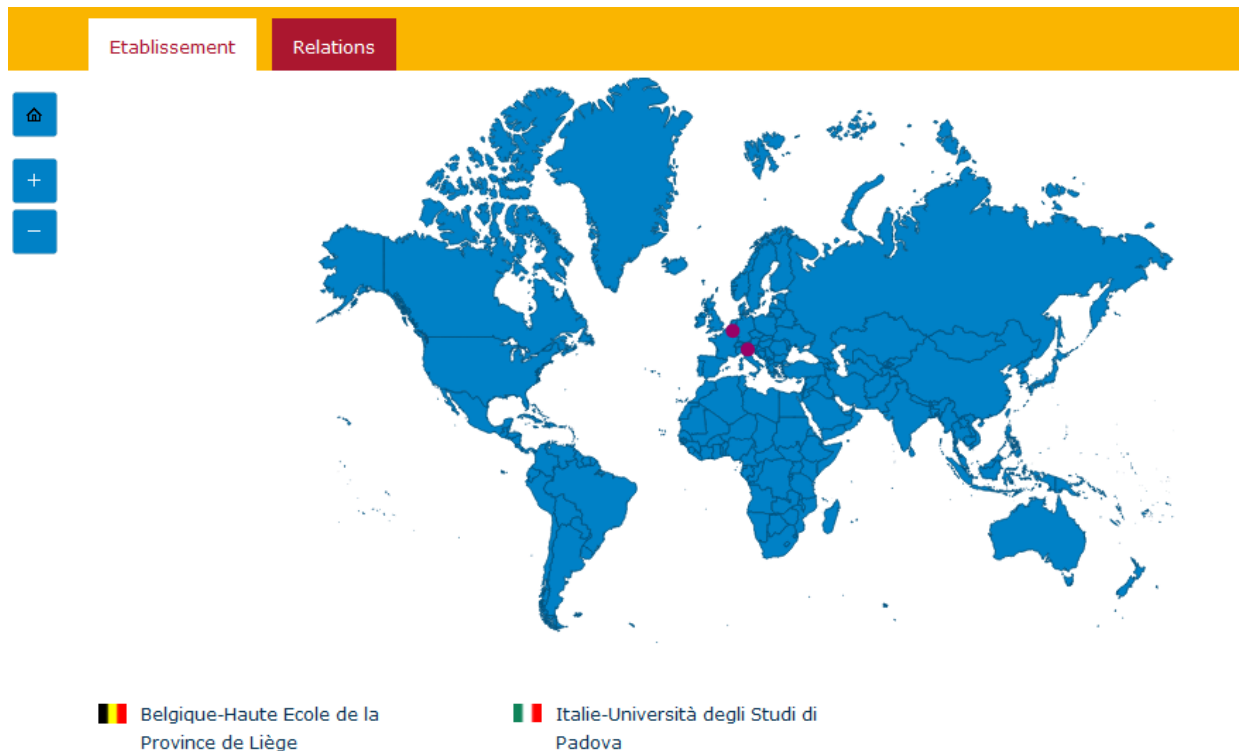 Etablissement
Relations
+
−
Belgique-Haute Ecole de la
Province de Liège
Italie-Università degli Studi di
Padova